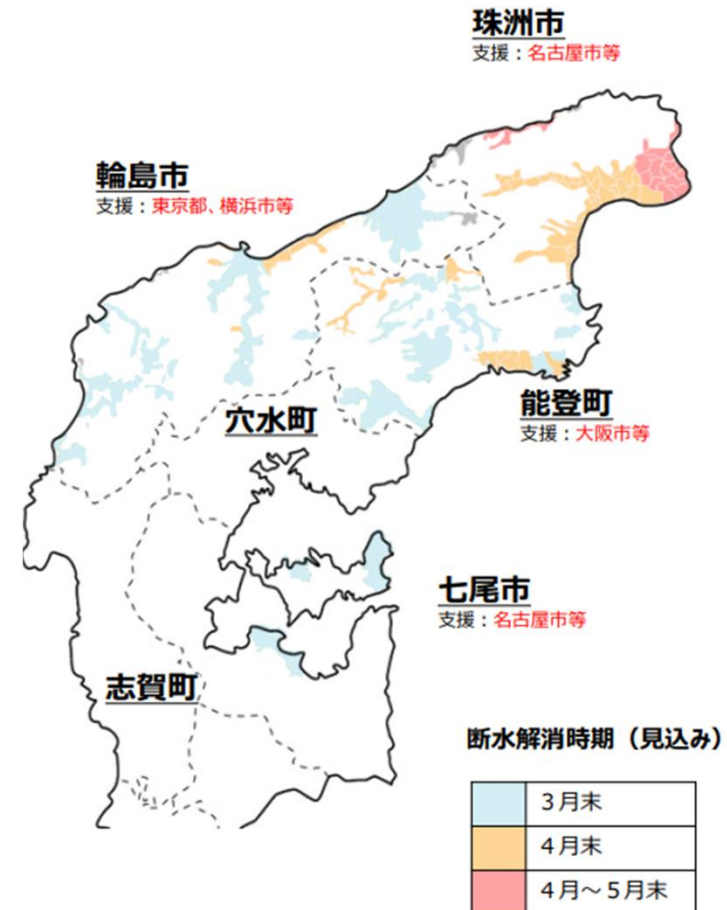 珠洲市
支援：名古屋市等
輪島市
支援：東京都、横浜市等
能登町
支援：大阪市等
穴水町
七尾市
支援：名古屋市等
志賀町
断水解消時期（見込み）
３月末
４月末
４月～５月末